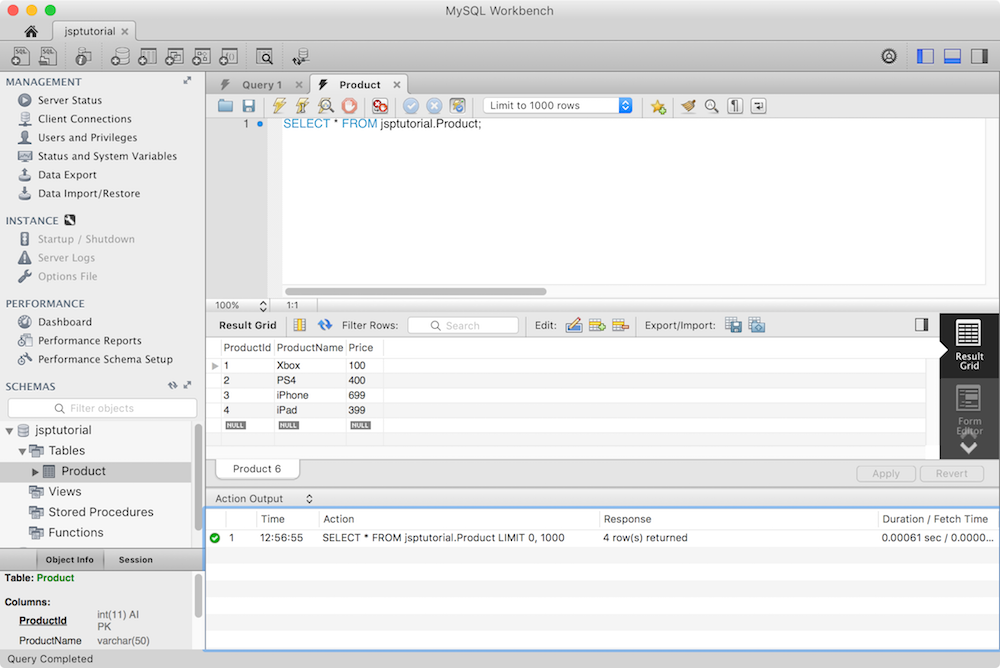 MySQL Workbench
jsptutorial
MANAGEMENT
Server Status
Client Connections
Users and Privileges
Status and System Variables
Data Export
Data Import/Restore
INSTANCE
Startup / Shutdown
Server Logs
Options File
PERFORMANCE
Dashboard
Performance Reports
Performance Schema Setup
SCHEMAS
Filter objects
jsptutorial
Tables
Product
Views
Stored Procedures
Functions
Object Info Session
Table: Product
Columns:
ProductId int(11) AI
PK
ProductName varchar(50)
Query Completed
Query 1 Product
Limit to 1000 rows
1 SELECT * FROM jsptutorial.Product;
100% 1:1
Result Grid Filter Rows: Search Edit: Export/Import:
ProductId ProductName Price
1 Xbox 100
2 PS4 400
3 iPhone 699
4 iPad 399
NULL NULL NULL
Result
Grid
Form
Editor
Product 6 Apply Revert
Action Output
Time Action Response Duration / Fetch Time
1 12:56:55 SELECT * FROM jsptutorial.Product LIMIT 0, 1000 4 row(s) returned 0.00061 sec / 0.0000...